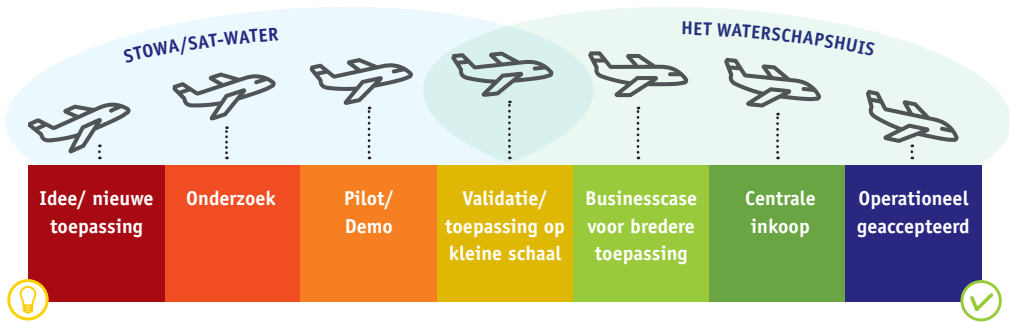 STOWA/SAT-WATER
HET WATERSCHAPSHUIS
Idee/ nieuwe
toepassing
Onderzoek
Pilot/
Demo
Validatie/
toepassing op
kleine schaal
Businesscase
voor bredere
toepassing
Centrale
inkoop
Operationeel
geaccepteerd